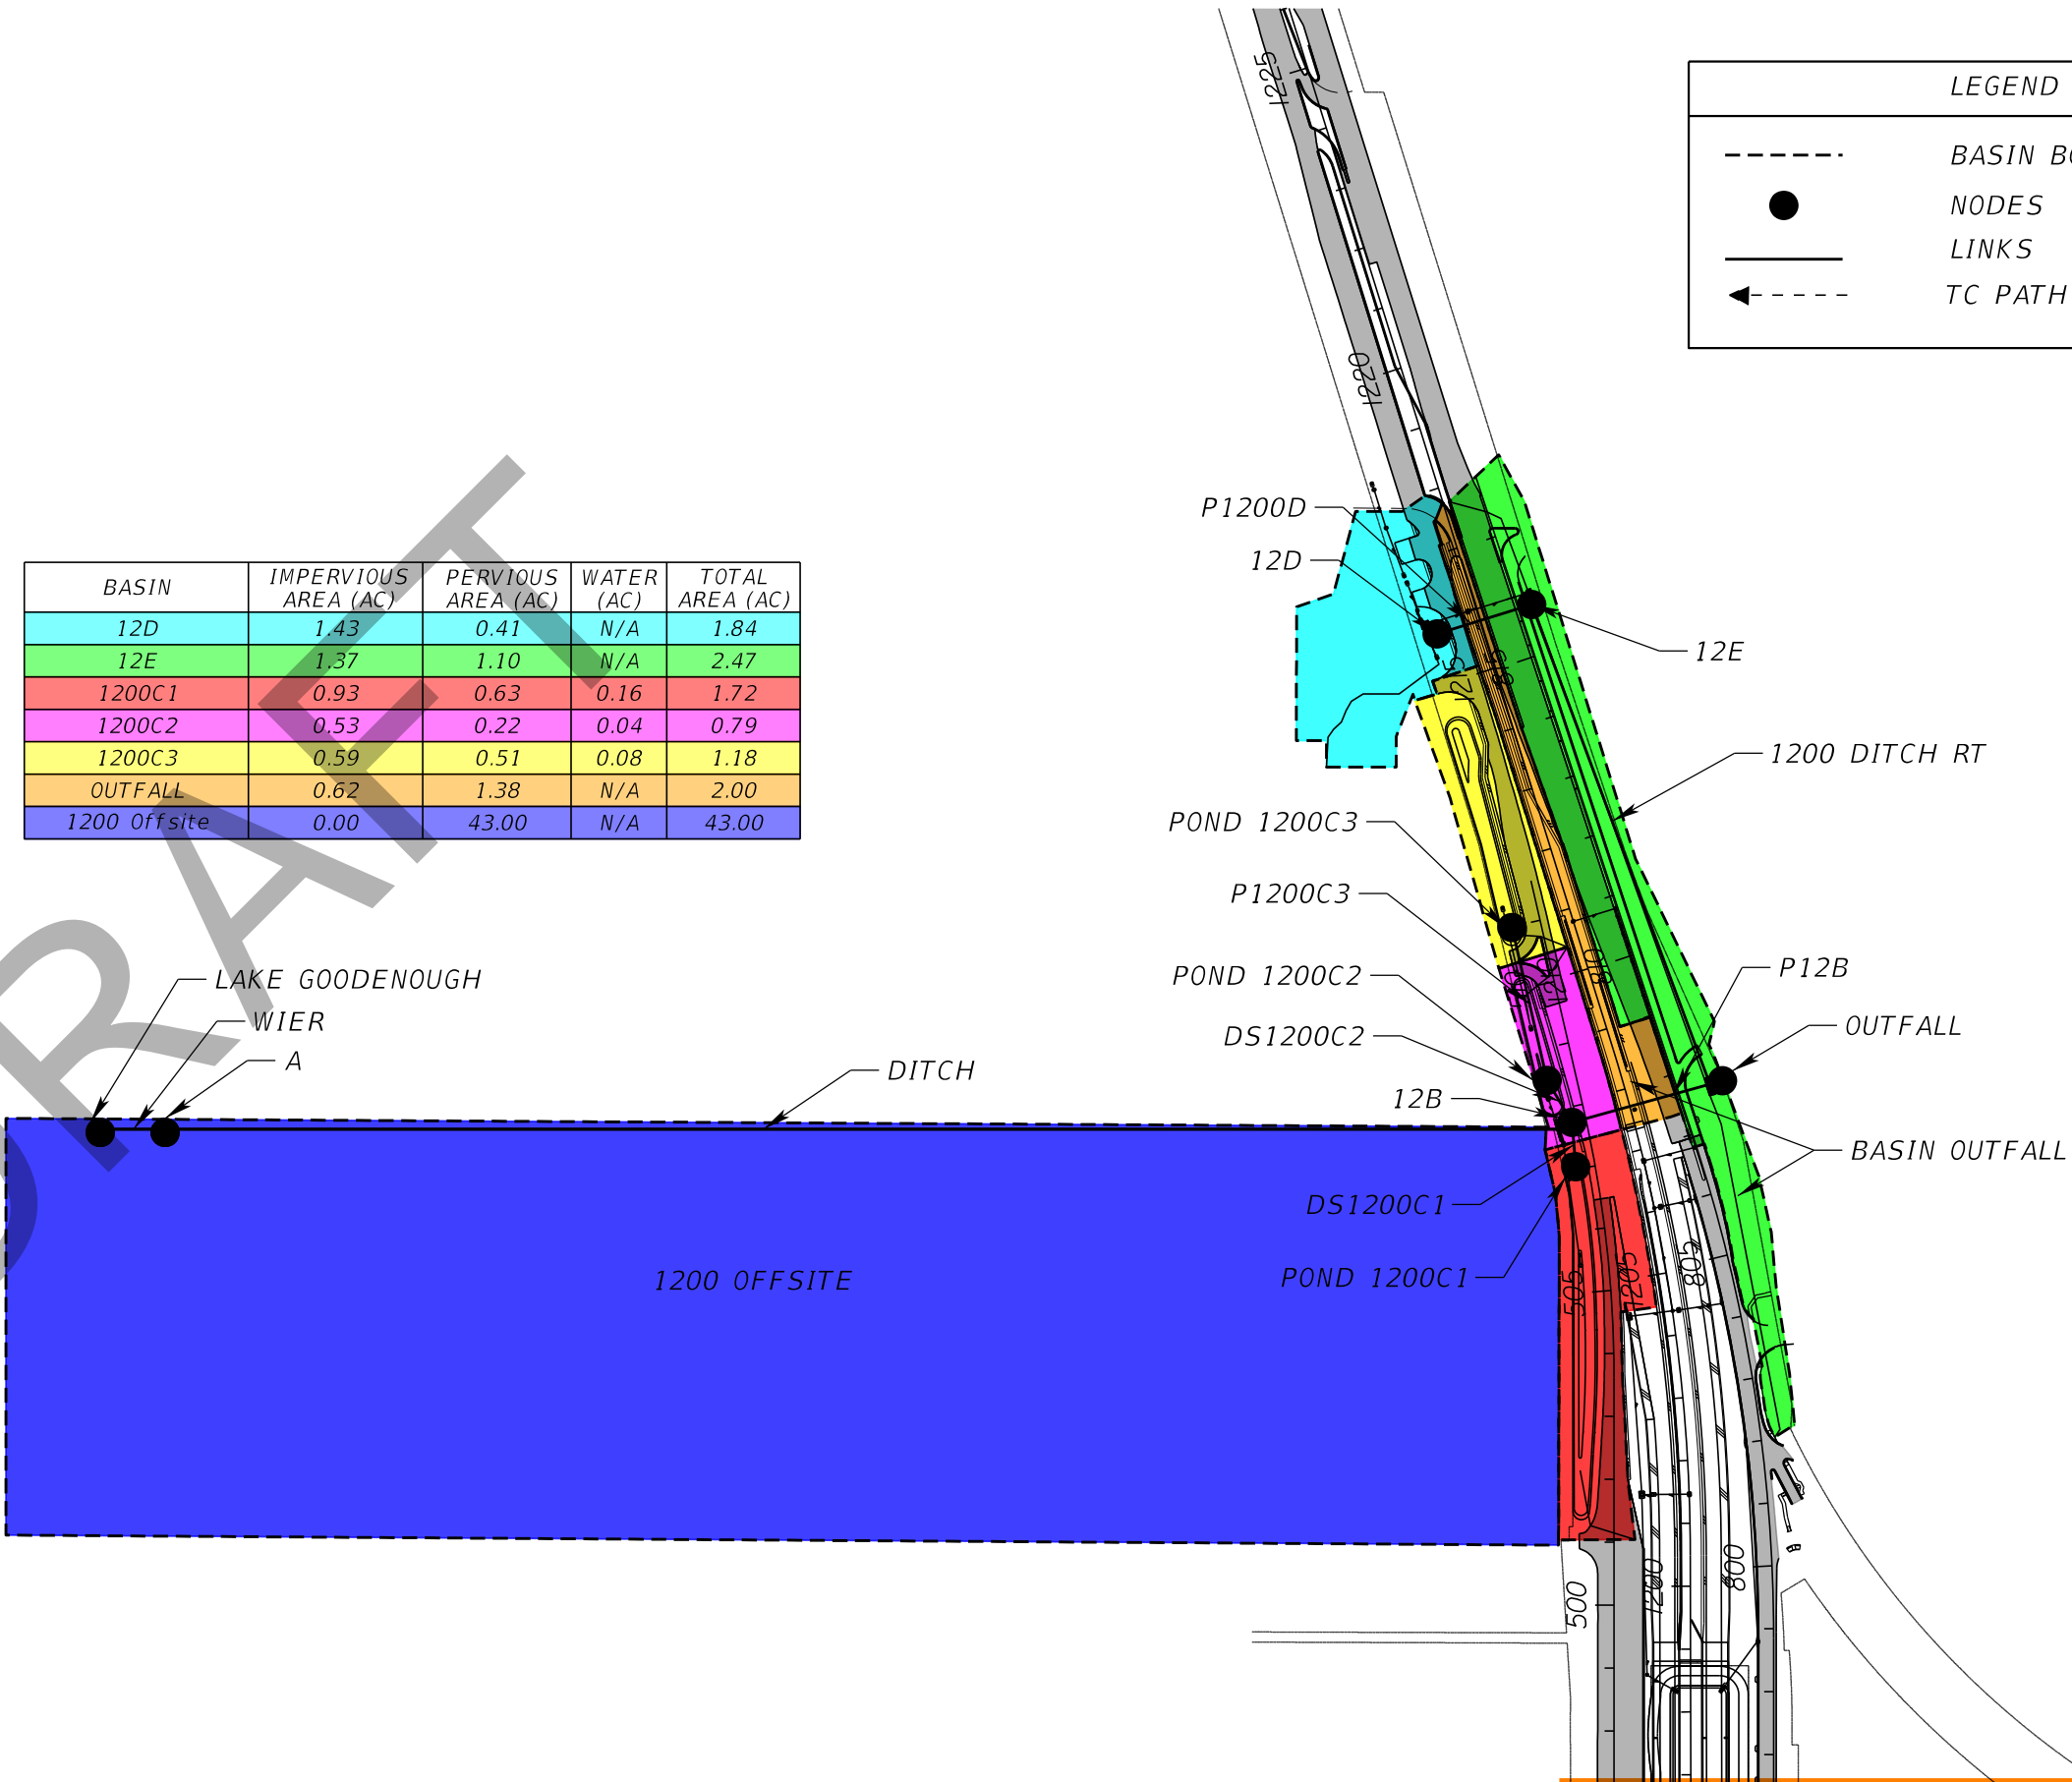 LEGEND
BASIN
NODES
LINKS
TC PATH
1225
1220
P1200D
12D
12E
1200 DITCH RT
BASIN IMPERVIOUS AREA (AC) PERVIOUS AREA (AC) WATER (AC) TOTAL AREA (AC)
12D 1.43 0.41 N/A 1.84
12E 1.37 1.10 N/A 2.47
1200C1 0.93 0.63 0.16 1.72
1200C2 0.53 0.22 0.04 0.79
1200C3 0.59 0.51 0.08 1.18
OUTFALL 0.62 1.38 N/A 2.00
1200 Offsite 0.00 43.00 N/A 43.00
DRAFT
POND 1200C3
P1200C3
POND 1200C2
DS1200C2
12B
P12B
OUTFALL
BASIN OUTFALL
LAKE GOODENOUGH
WIER
A
DITCH
1200 OFFSITE
DS1200C1
POND 1200C1
810
505
1205
805
500
1200
800